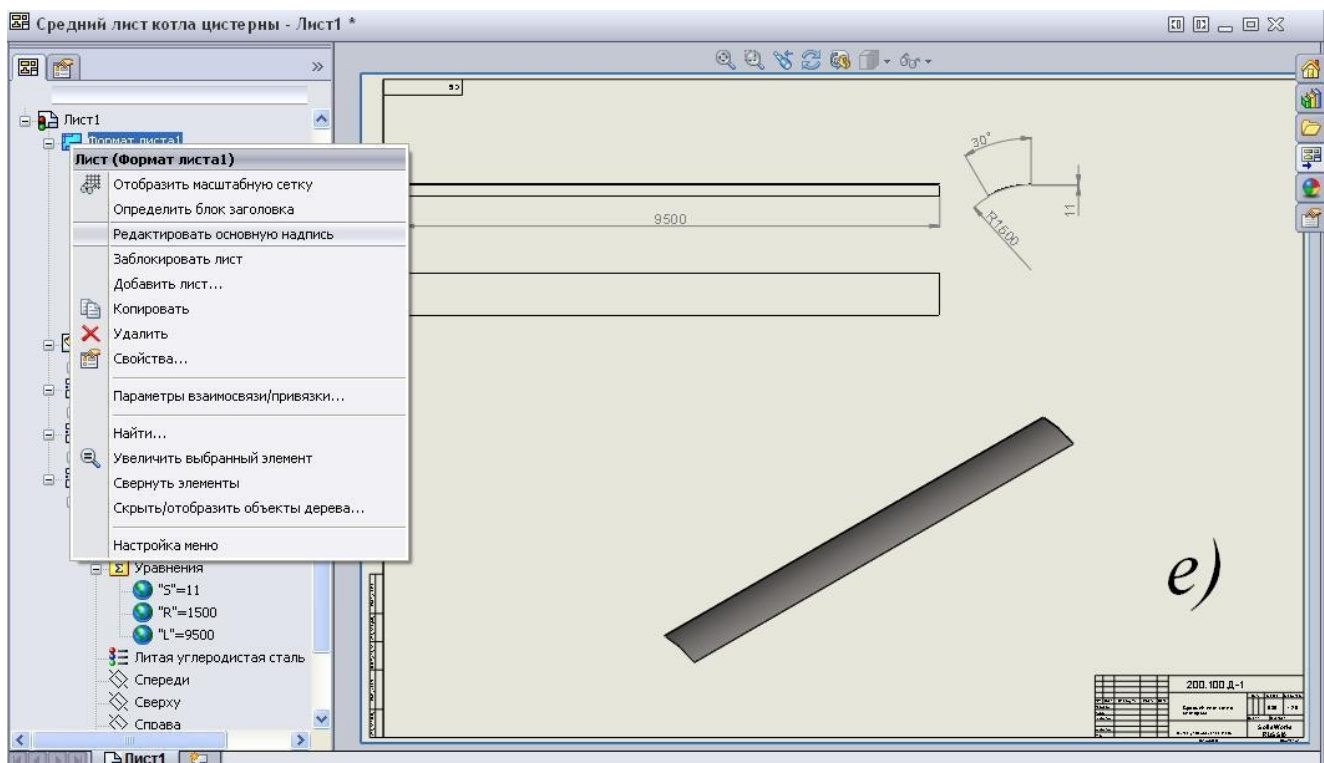 Средний лист котла цистерны - Лист1 *
Лист1
Формат листа1
Лист (Формат листа1)
Отобразить масштабную сетку
Определить блок заголовка
Редактировать основную надпись
Заблокировать лист
Добавить лист...
Копировать
Удалить
Свойства...
Параметры взаимосвязи/привязки...
Найти...
Увеличить выбранный элемент
Свернуть элементы
Скрыть/отобразить объекты дерева...
Настройка меню
Уравнения
"S"=11
"R"=1500
"L"=9500
Литая углеродистая сталь
Спереди
Сверху
Справа
Лист1
9500
30°
11
R1500
е)
200.100.Д-1
SolidWorks
Russia